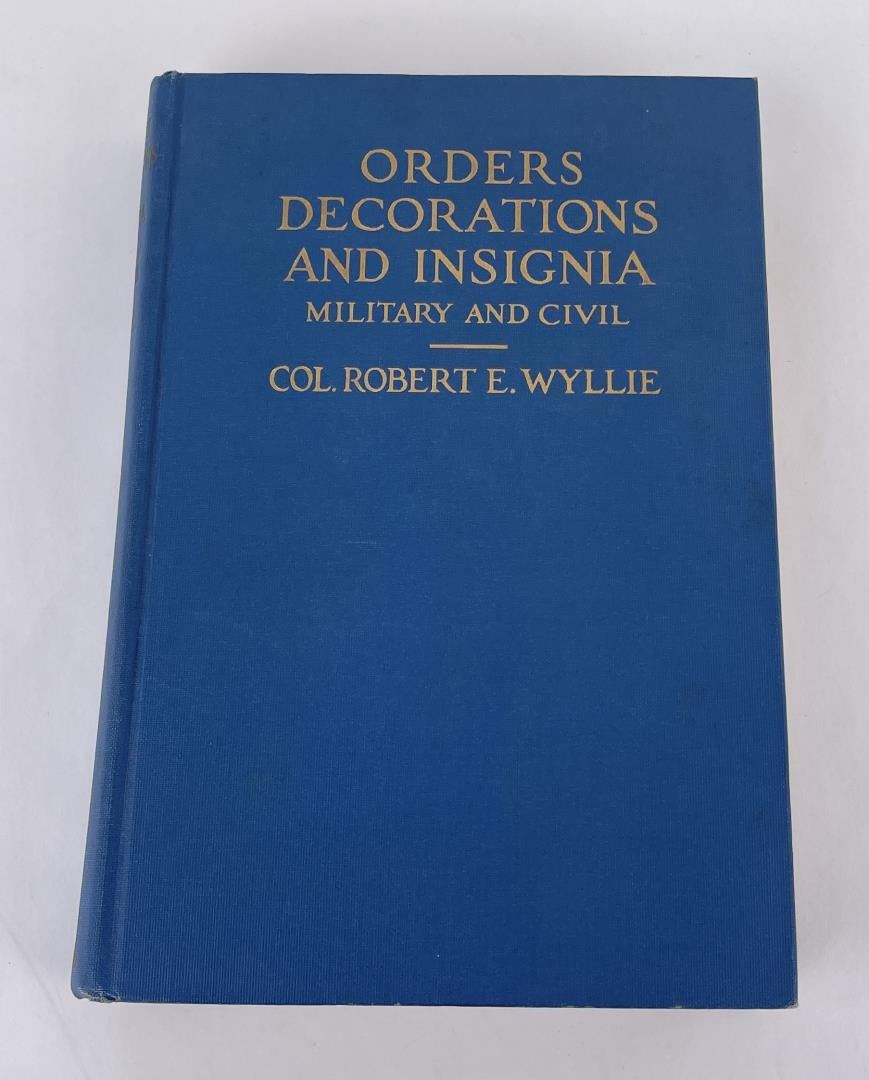 ORDERS
DECORATIONS
AND INSIGNIA
MILITARY AND CIVIL
COL. ROBERT E. WYLLIE